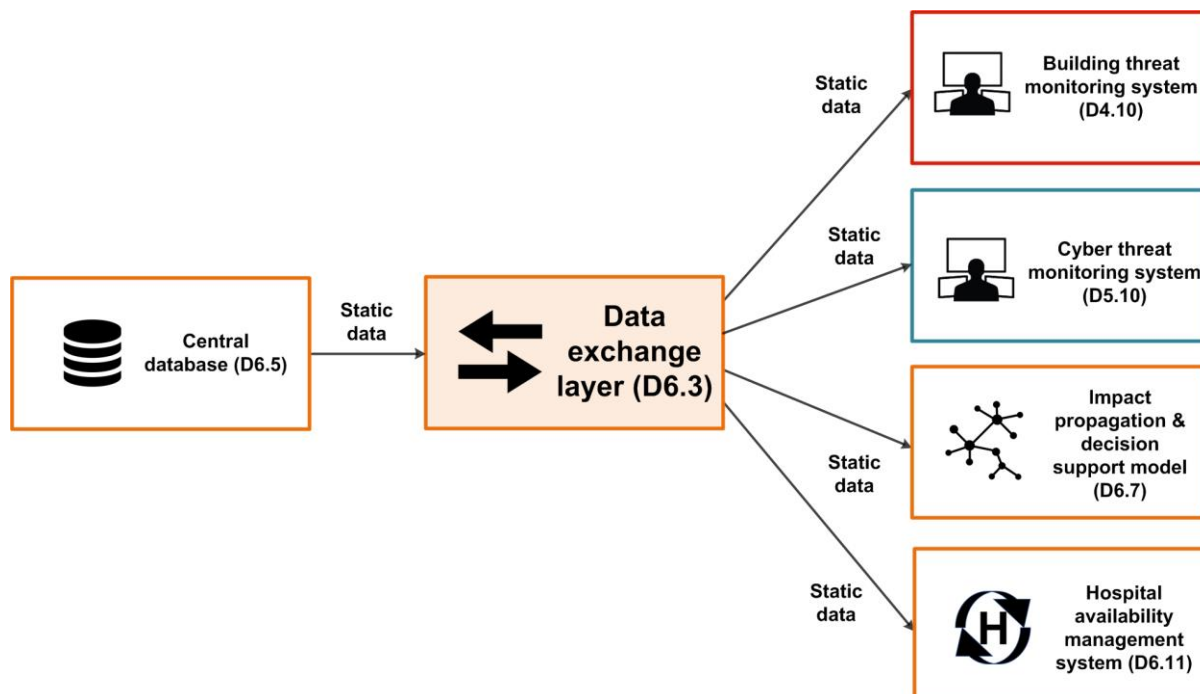 Central
database (D6.5)
Static
data
Data
exchange
layer (D6.3)
Static
data
Building threat
monitoring system
(D4.10)
Static
data
Cyber threat
monitoring system
(D5.10)
Static
data
Impact
propagation &
decision
support model
(D6.7)
Static
data
H
Hospital
availability
management
system (D6.11)